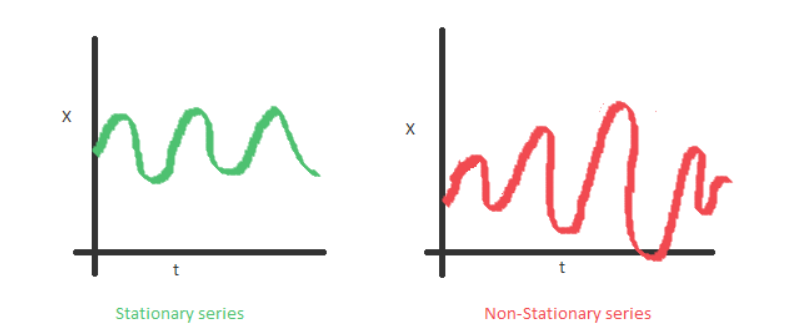 x
t
Stationary series
x
t
Non-Stationary series